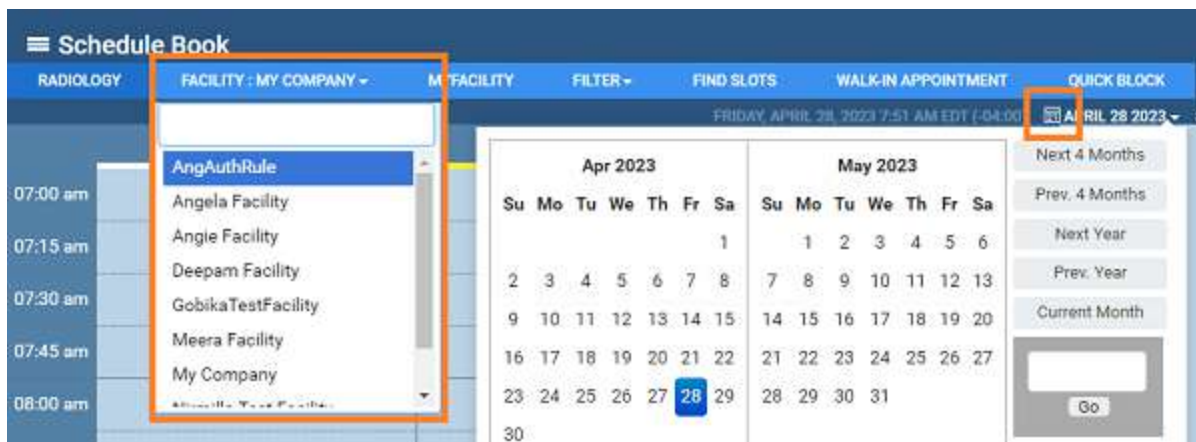 Schedule Book
RADIOLOGY FACILITY : MY COMPANY MY FACILITY FILTER FIND SLOTS WALK-IN APPOINTMENT QUICK BLOCK
FRIDAY, APRIL 28, 2023 7:51 AM EDT (-04:00 APRIL 28 2023
AngAuthRule
Angela Facility
Angie Facility
Deepam Facility
GobikaTestFacility
Meera Facility
My Company
07:00 am
07:15 am
07:30 am
07:45 am
08:00 am
Apr 2023
Su Mo Tu We Th Fr Sa
1
2 3 4 5 6 7 8
9 10 11 12 13 14 15
16 17 18 19 20 21 22
23 24 25 26 27 28 29
30
May 2023
Su Mo Tu We Th Fr Sa
1 2 3 4 5 6
7 8 9 10 11 12 13
14 15 16 17 18 19 20
21 22 23 24 25 26 27
28 29 30 31
Next 4 Months
Prev. 4 Months
Next Year
Prev. Year
Current Month
Go